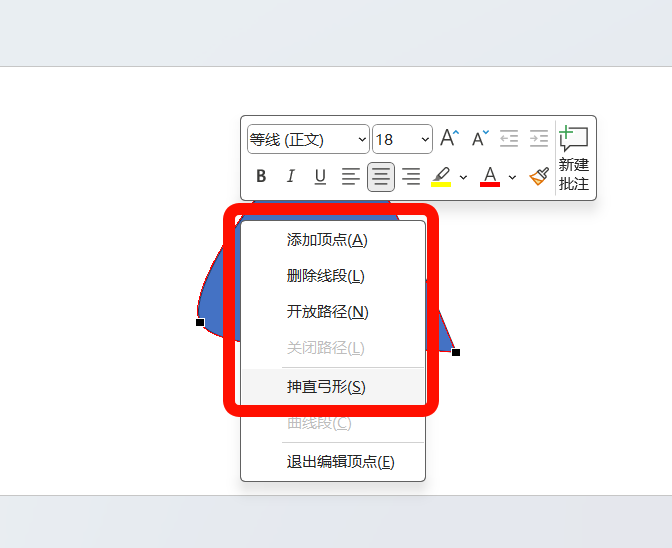 等线 (正文) 18 A A
新建
批注
B I U A
添加顶点(A)
删除线段(L)
开放路径(N)
关闭路径(L)
抻直弓形(S)
曲线段(C)
退出编辑顶点(E)